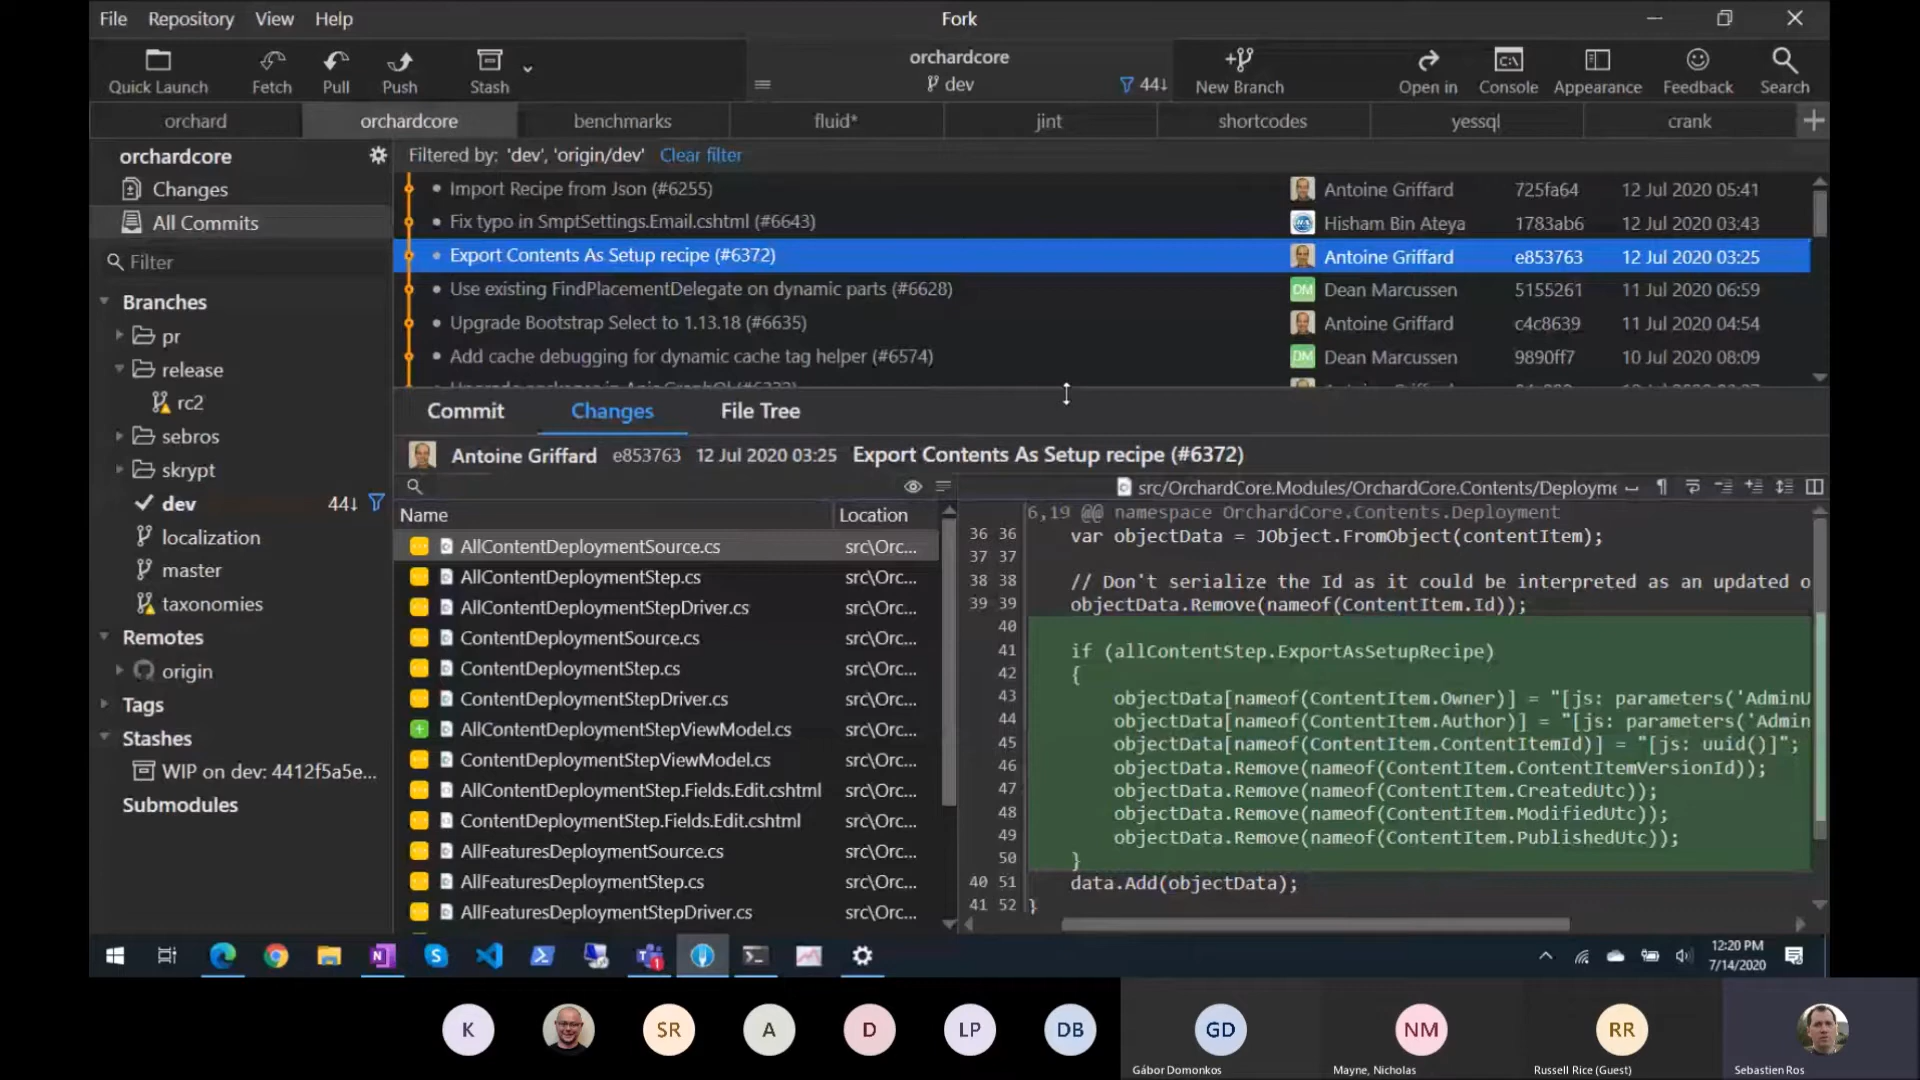 File Repository View Help
Fork
Quick Launch
Fetch
Pull
Push
Stash
orchardcore
dev
44↓
New Branch
Open in
Console
Appearance
Feedback
Search
orchard
orchardcore
benchmarks
fluid*
jint
shortcodes
yessql
crank
orchardcore
Changes
All Commits
Filter
Branches
pr
release
rc2
sebros
skrypt
dev 44↓
localization
master
taxonomies
Remotes
origin
Tags
Stashes
WIP on dev: 4412f5a5e...
Submodules
Filtered by: 'dev', 'origin/dev' Clear filter
Import Recipe from Json (#6255) Antoine Griffard 725fa64 12 Jul 2020 05:41
Fix typo in SmptSettings.Email.cshtml (#6643) Hisham Bin Ateya 1783ab6 12 Jul 2020 03:43
Export Contents As Setup recipe (#6372) Antoine Griffard e853763 12 Jul 2020 03:25
Use existing FindPlacementDelegate on dynamic parts (#6628) DM Dean Marcussen 5155261 11 Jul 2020 06:59
Upgrade Bootstrap Select to 1.13.18 (#6635) Antoine Griffard c4c8639 11 Jul 2020 04:54
Add cache debugging for dynamic cache tag helper (#6574) DM Dean Marcussen 9890ff7 10 Jul 2020 08:09
Commit Changes File Tree
Antoine Griffard e853763 12 Jul 2020 03:25 Export Contents As Setup recipe (#6372)
Name Location
AllContentDeploymentSource.cs src\Orc...
AllContentDeploymentStep.cs src\Orc...
AllContentDeploymentStepDriver.cs src\Orc...
ContentDeploymentSource.cs src\Orc...
ContentDeploymentStep.cs src\Orc...
ContentDeploymentStepDriver.cs src\Orc...
AllContentDeploymentStepViewModel.cs src\Orc...
ContentDeploymentStepViewModel.cs src\Orc...
AllContentDeploymentStep.Fields.Edit.cshtml src\Orc...
ContentDeploymentStep.Fields.Edit.cshtml src\Orc...
AllFeaturesDeploymentSource.cs src\Orc...
AllFeaturesDeploymentStep.cs src\Orc...
AllFeaturesDeploymentStepDriver.cs src\Orc...
src/OrchardCore.Modules/OrchardCore.Contents/Deployme
6,19 @@ namespace OrchardCore.Contents.Deployment
36 36 var objectData = JObject.FromObject(contentItem);
37 37
38 38 // Don't serialize the Id as it could be interpreted as an updated o
39 39 objectData.Remove(nameof(ContentItem.Id));
40
41 if (allContentStep.ExportAsSetupRecipe)
42 {
43 objectData[nameof(ContentItem.Owner)] = "[js: parameters('AdminU
44 objectData[nameof(ContentItem.Author)] = "[js: parameters('Admin
45 objectData[nameof(ContentItem.ContentItemId)] = "[js: uuid()]";
46 objectData.Remove(nameof(ContentItem.ContentItemVersionId));
47 objectData.Remove(nameof(ContentItem.CreatedUtc));
48 objectData.Remove(nameof(ContentItem.ModifiedUtc));
49 objectData.Remove(nameof(ContentItem.PublishedUtc));
50 }
40 51 data.Add(objectData);
41 52 }
12:20 PM
7/14/2020
K
SR
A
D
LP
DB
GD
NM
RR
Gábor Domonkos
Mayne, Nicholas
Russell Rice (Guest)
Sebastien Ros